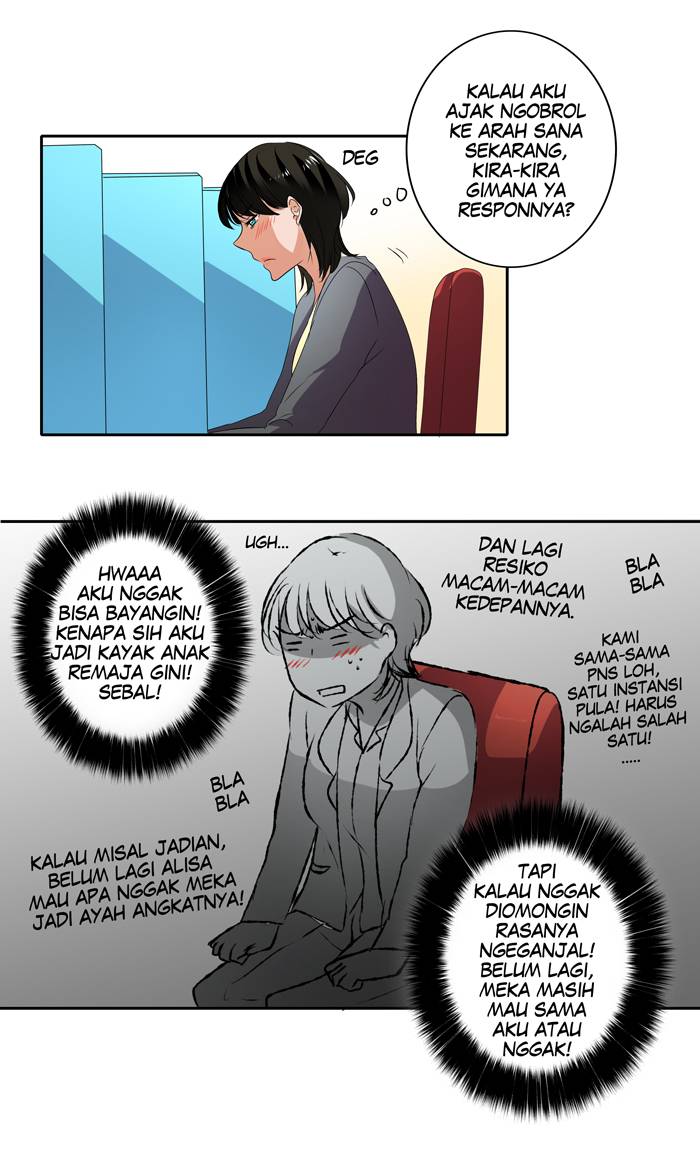 KALAU AKU
AJAK NGOBROL
KE ARAH SANA
SEKARANG,
KIRA-KIRA
GIMANA YA
RESPONNYA?
DEG
HWAAA
AKU NGGAK
BISA BAYANGIN!
KENAPA SIH AKU
JADI KAYAK ANAK
REMAJA GINI!
SEBAL!
UGH...
DAN LAGI
RESIKO
MACAM-MACAM
KEDEPANNYA.
BLA
BLA
KAMI
SAMA-SAMA
PNS LOH,
SATU INSTANSI
PULA! HARUS
NGALAH SALAH
SATU!
.....
BLA
BLA
KALAU MISAL JADIAN,
BELUM LAGI ALISA
MAU APA NGGAK MEKA
JADI AYAH ANGKATNYA!
TAPI
KALAU NGGAK
DIOMONGIN
RASANYA
NGEGANJAL!
BELUM LAGI,
MEKA MASIH
MAU SAMA
AKU ATAU
NGGAK!